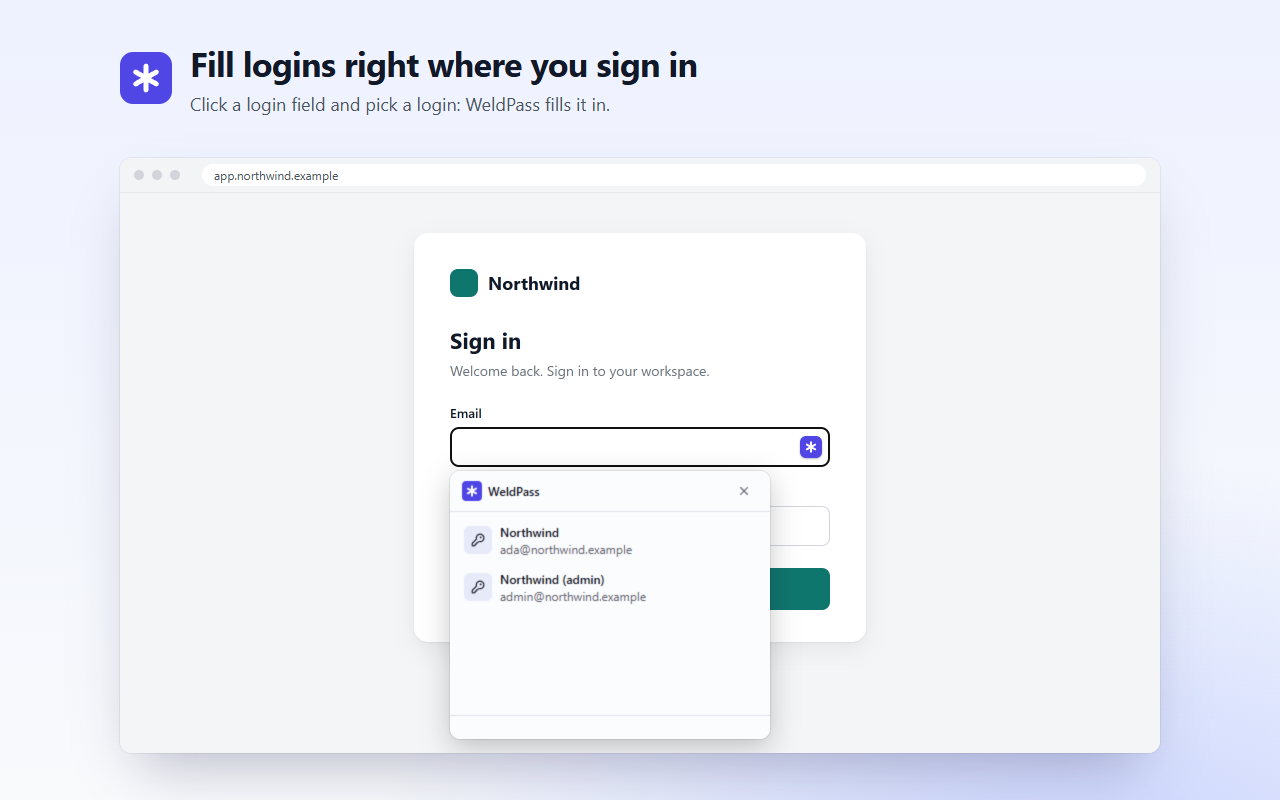 Fill logins right where you sign in
Click a login field and pick a login: WeldPass fills it in.
app.northwind.example
Northwind
Sign in
Welcome back. Sign in to your workspace.
Email
WeldPass
Northwind
ada@northwind.example
Northwind (admin)
admin@northwind.example